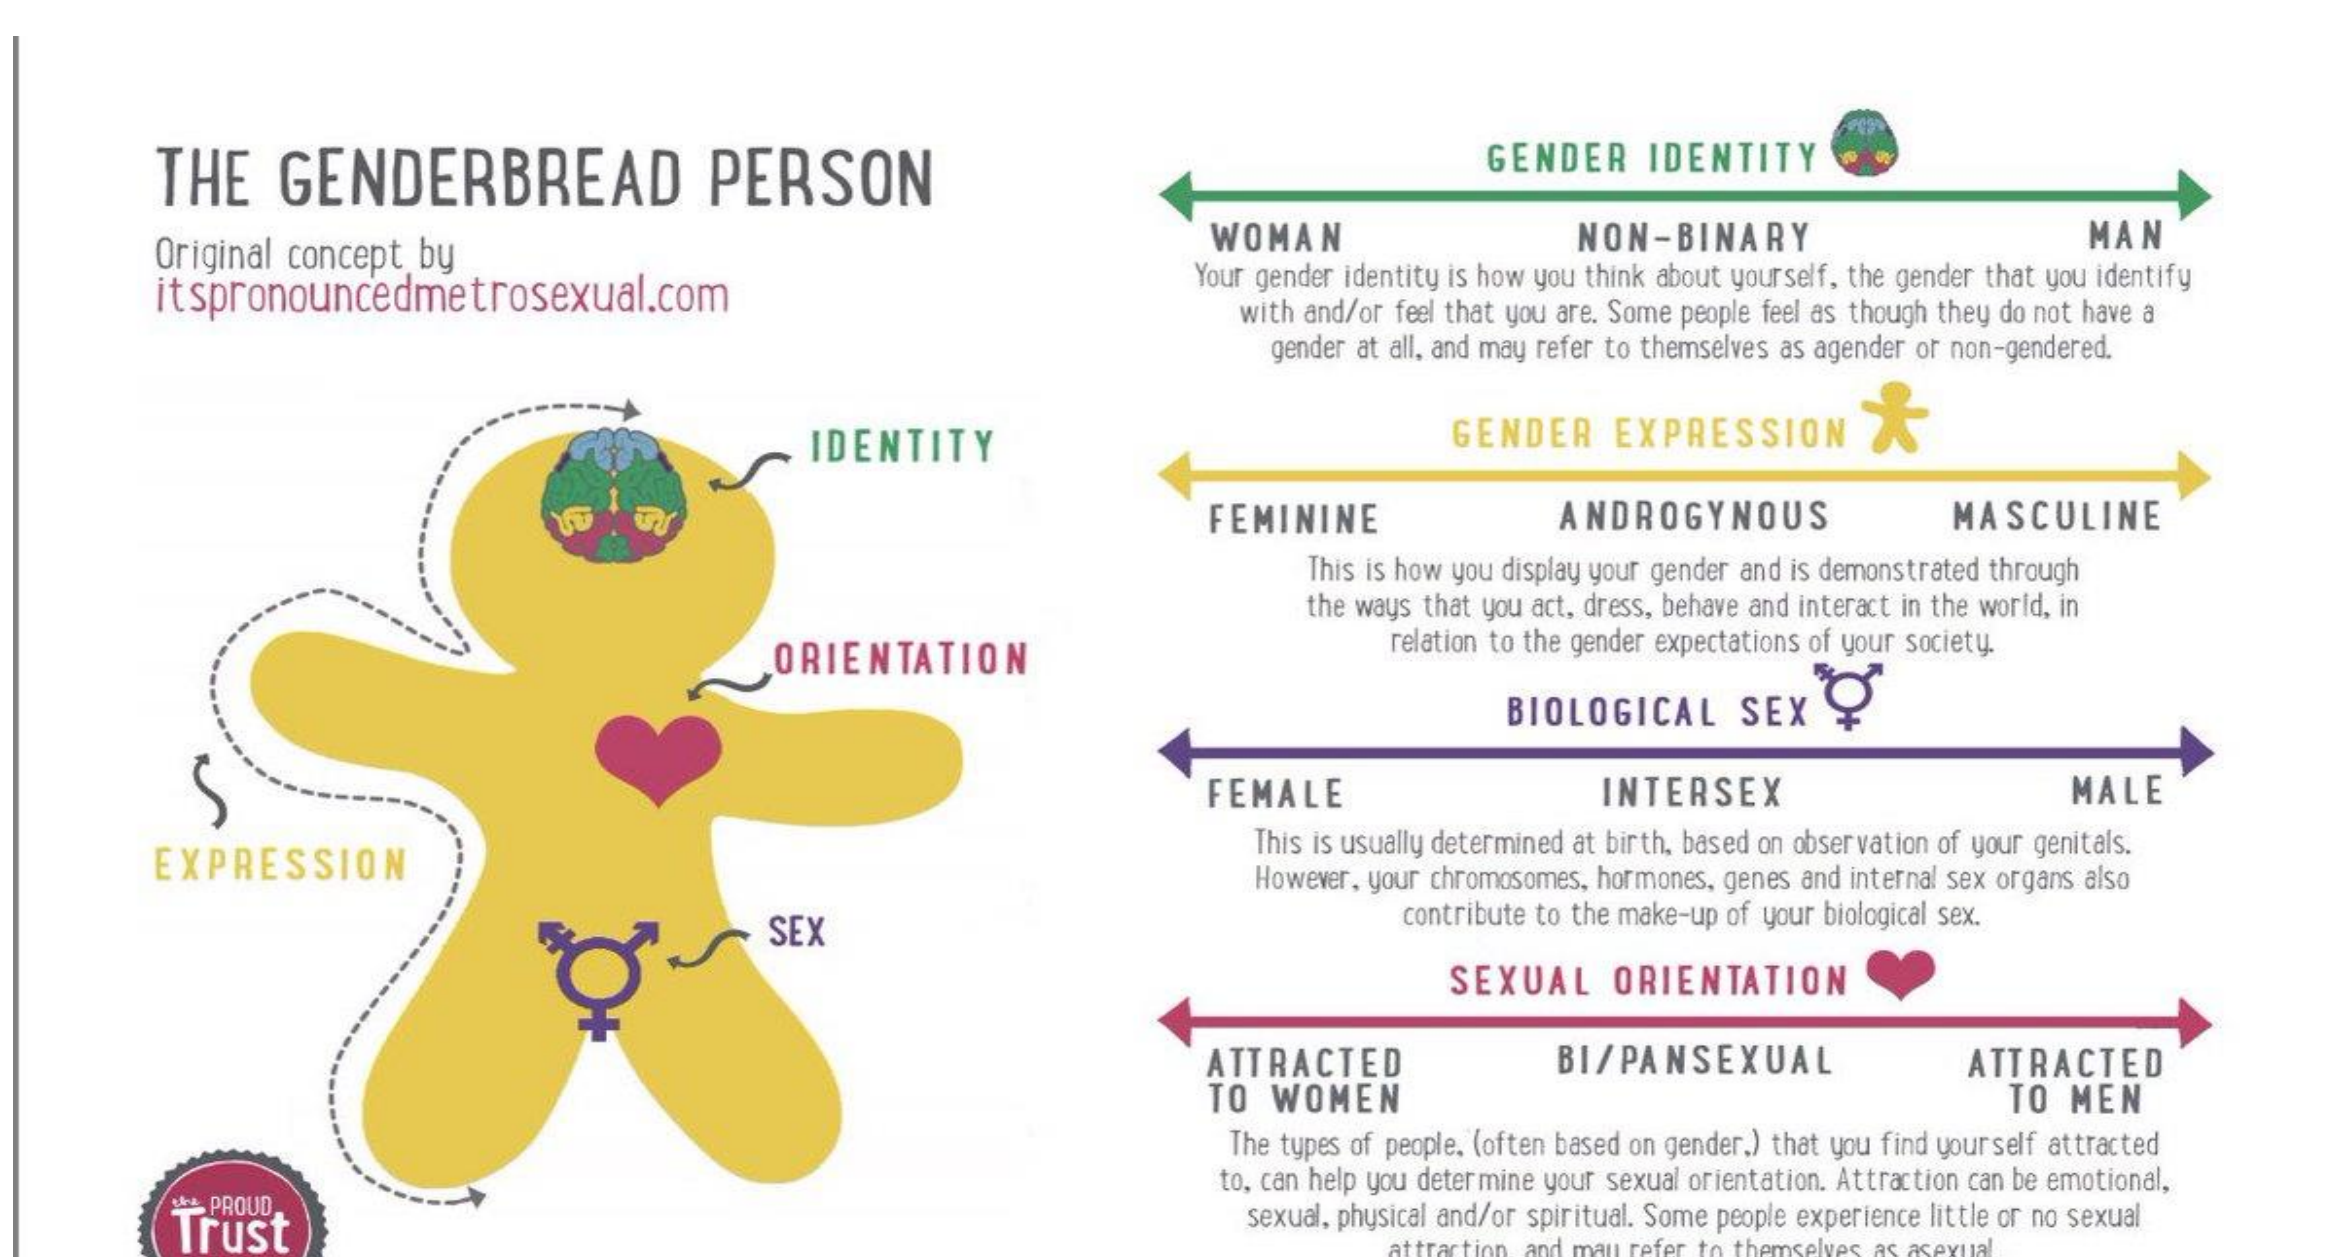 THE GENDERBREAD PERSON
Original concept by
itspronouncedmetrosexual.com
IDENTITY
ORIENTATION
EXPRESSION
SEX
the PROUD
Trust
GENDER IDENTITY
WOMAN NON-BINARY MAN
Your gender identity is how you think about yourself, the gender that you identify
with and/or feel that you are. Some people feel as though they do not have a
gender at all, and may refer to themselves as agender or non-gendered.
GENDER EXPRESSION
FEMININE ANDROGYNOUS MASCULINE
This is how you display your gender and is demonstrated through
the ways that you act, dress, behave and interact in the world, in
relation to the gender expectations of your society.
BIOLOGICAL SEX
FEMALE INTERSEX MALE
This is usually determined at birth, based on observation of your genitals.
However, your chromosomes, hormones, genes and internal sex organs also
contribute to the make-up of your biological sex.
SEXUAL ORIENTATION
ATTRACTED BI/PANSEXUAL ATTRACTED
TO WOMEN TO MEN
The types of people, (often based on gender,) that you find yourself attracted
to, can help you determine your sexual orientation. Attraction can be emotional,
sexual, physical and/or spiritual. Some people experience little or no sexual
attraction, and may refer to themselves as asexual